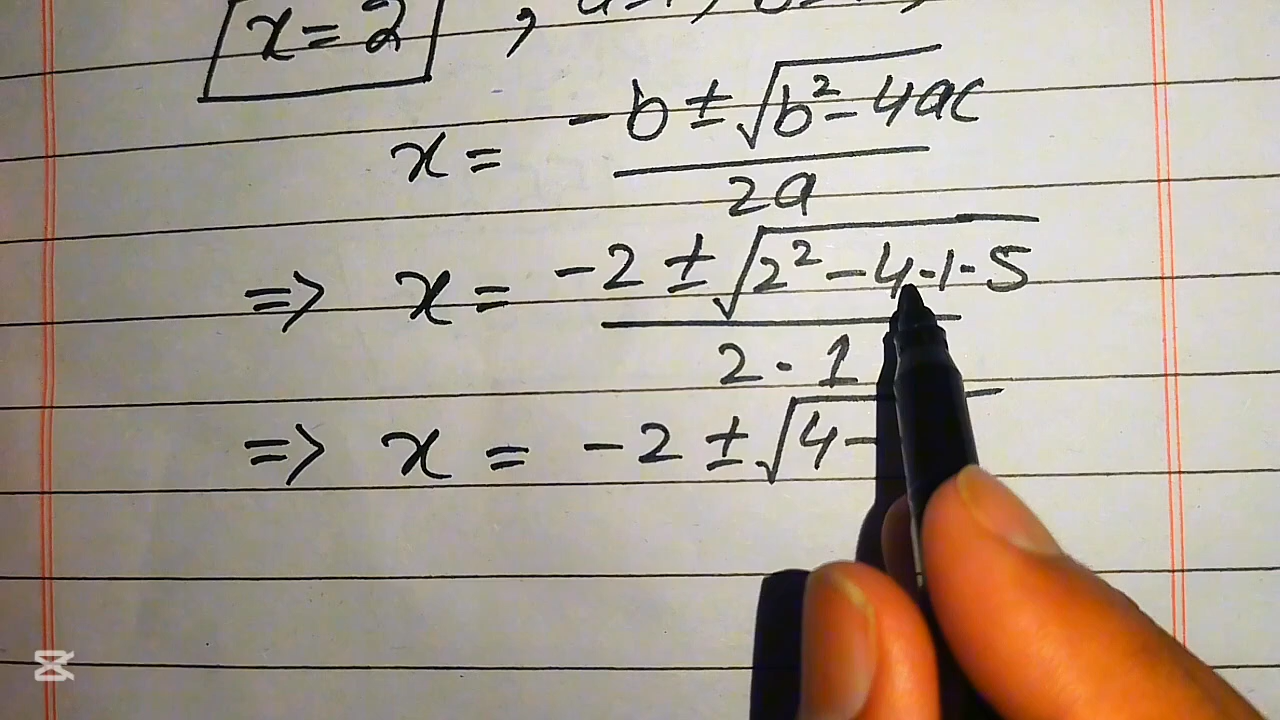 x = 2 ,
x = -b ± √b² - 4ac / 2a
=> x = -2 ± √2² - 4·1·5 / 2·1
=> x = -2 ± √4 -